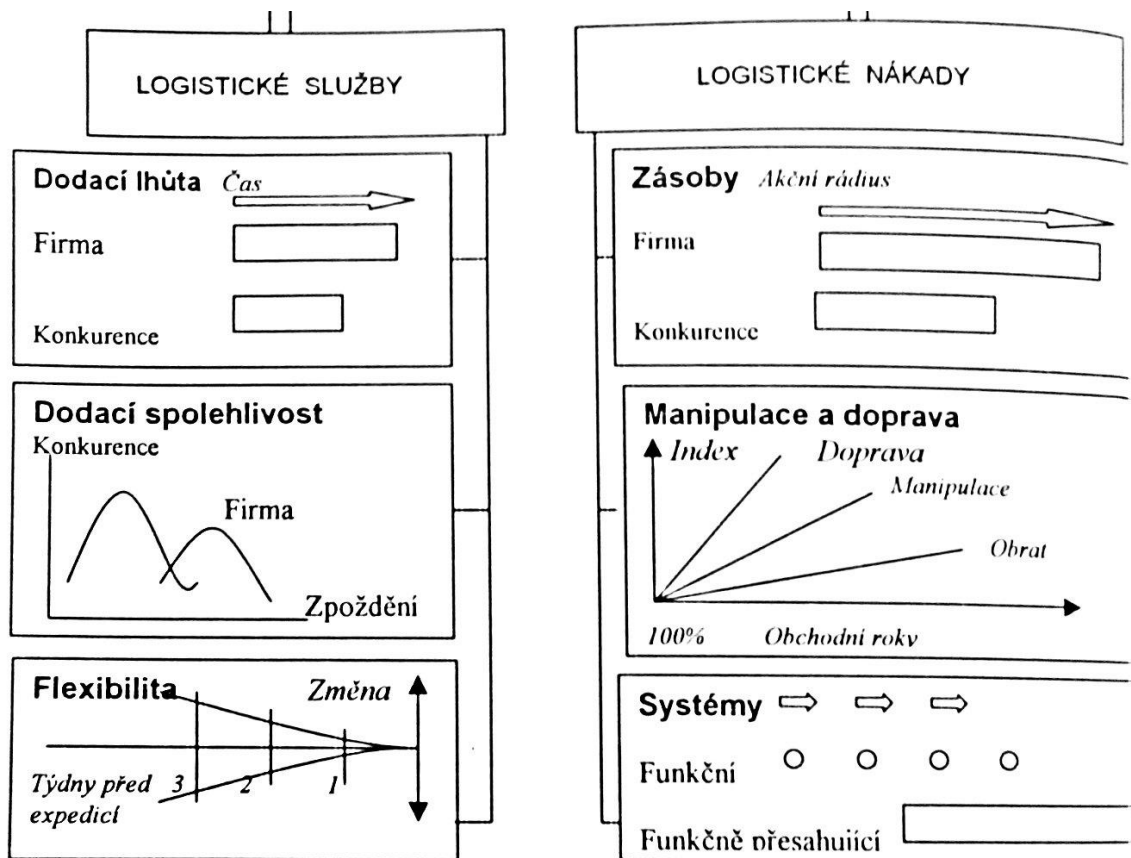 LOGISTICKÉ SLUŽBY
Dodací lhůta Čas
Firma
Konkurence
Dodací spolehlivost
Konkurence
Firma
Zpoždění
Flexibilita Změna
Týdny před 3 2 1
expedicí
LOGISTICKÉ NÁKADY
Zásoby Akční rádius
Firma
Konkurence
Manipulace a doprava
Index Doprava
Manipulace
Obrat
100% Obchodní roky
Systémy
Funkční
Funkčně přesahující